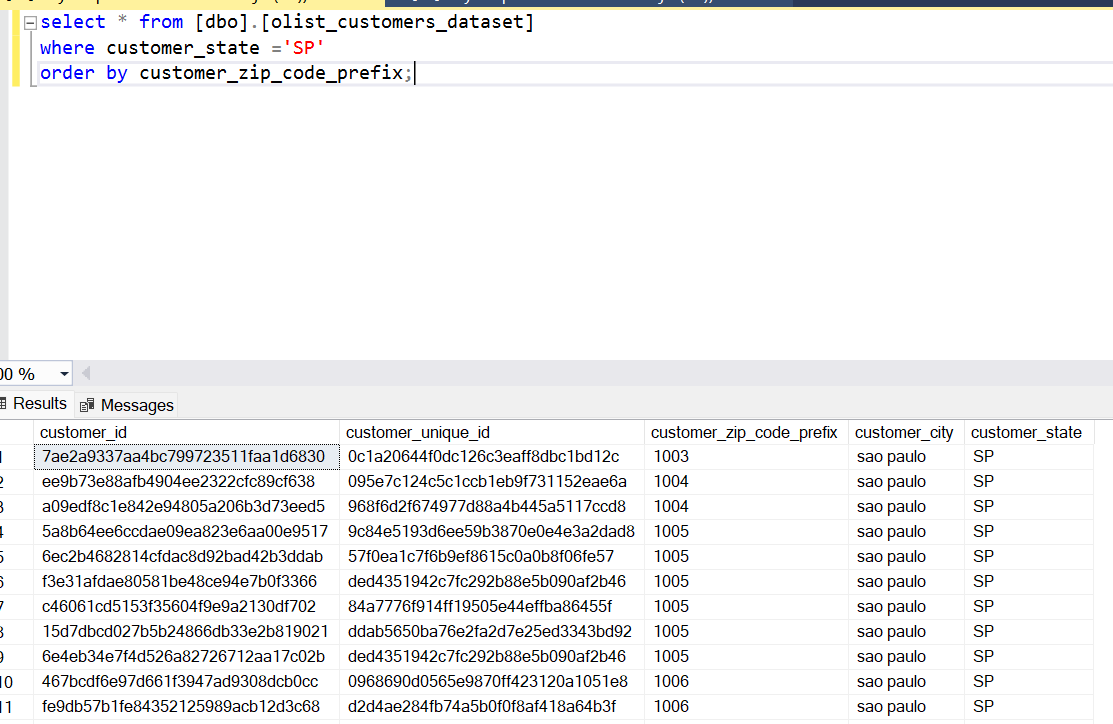 select * from [dbo].[olist_customers_dataset]
where customer_state ='SP'
order by customer_zip_code_prefix;
00 %
Results Messages
customer_id customer_unique_id customer_zip_code_prefix customer_city customer_state
1 7ae2a9337aa4bc799723511faa1d6830 0c1a20644f0dc126c3eaff8dbc1bd12c 1003 sao paulo SP
2 ee9b73e88afb4904ee2322cfc89cf638 095e7c124c5c1ccb1eb9f731152eae6a 1004 sao paulo SP
3 a09edf8c1e842e94805a206b3d73eed5 968f6d2f674977d88a4b445a5117ccd8 1004 sao paulo SP
4 5a8b64ee6ccdae09ea823e6aa00e9517 9c84e5193d6ee59b3870e0e4e3a2dad8 1005 sao paulo SP
5 6ec2b4682814cfdac8d92bad42b3ddab 57f0ea1c7f6b9ef8615c0a0b8f06fe57 1005 sao paulo SP
6 f3e31afdae80581be48ce94e7b0f3366 ded4351942c7fc292b88e5b090af2b46 1005 sao paulo SP
7 c46061cd5153f35604f9e9a2130df702 84a7776f914ff19505e44effba86455f 1005 sao paulo SP
8 15d7dbcd027b5b24866db33e2b819021 ddab5650ba76e2fa2d7e25ed3343bd92 1005 sao paulo SP
9 6e4eb34e7f4d526a82726712aa17c02b ded4351942c7fc292b88e5b090af2b46 1005 sao paulo SP
10 467bcdf6e97d661f3947ad9308dcb0cc 0968690d0565e9870ff423120a1051e8 1006 sao paulo SP
11 fe9db57b1fe84352125989acb12d3c68 d2d4ae284fb74a5b0f0f8af418a64b3f 1006 sao paulo SP